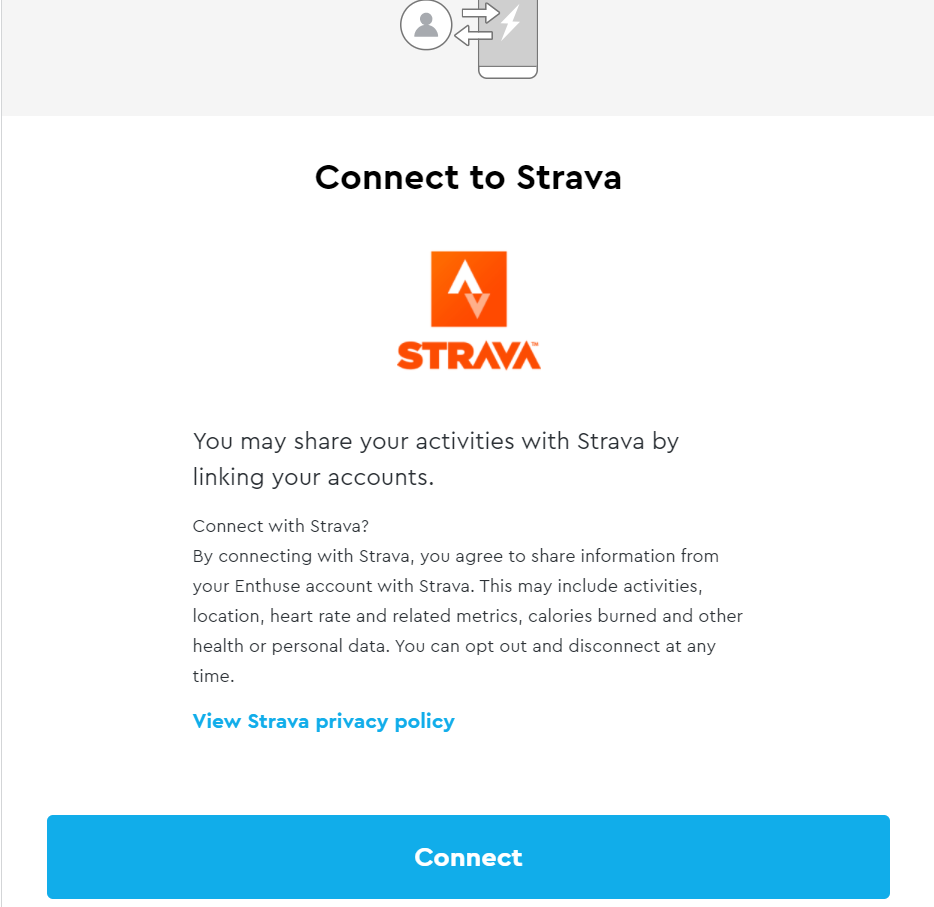 Connect to Strava
STRAVA™
You may share your activities with Strava by
linking your accounts.
Connect with Strava?
By connecting with Strava, you agree to share information from
your Enthuse account with Strava. This may include activities,
location, heart rate and related metrics, calories burned and other
health or personal data. You can opt out and disconnect at any
time.
View Strava privacy policy
Connect